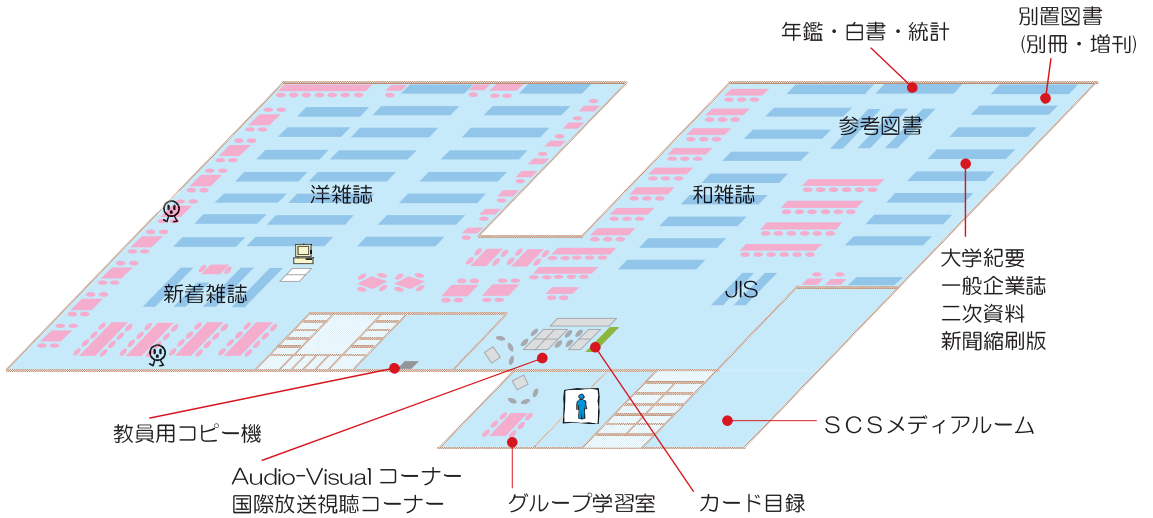 年鑑・白書・統計
別置図書
(別冊・増刊)
参考図書
洋雑誌
和雑誌
新着雑誌
JIS
大学紀要
一般企業誌
二次資料
新聞縮刷版
教員用コピー機
SCSメディアルーム
Audio-Visual コーナー
国際放送視聴コーナー
グループ学習室
カード目録